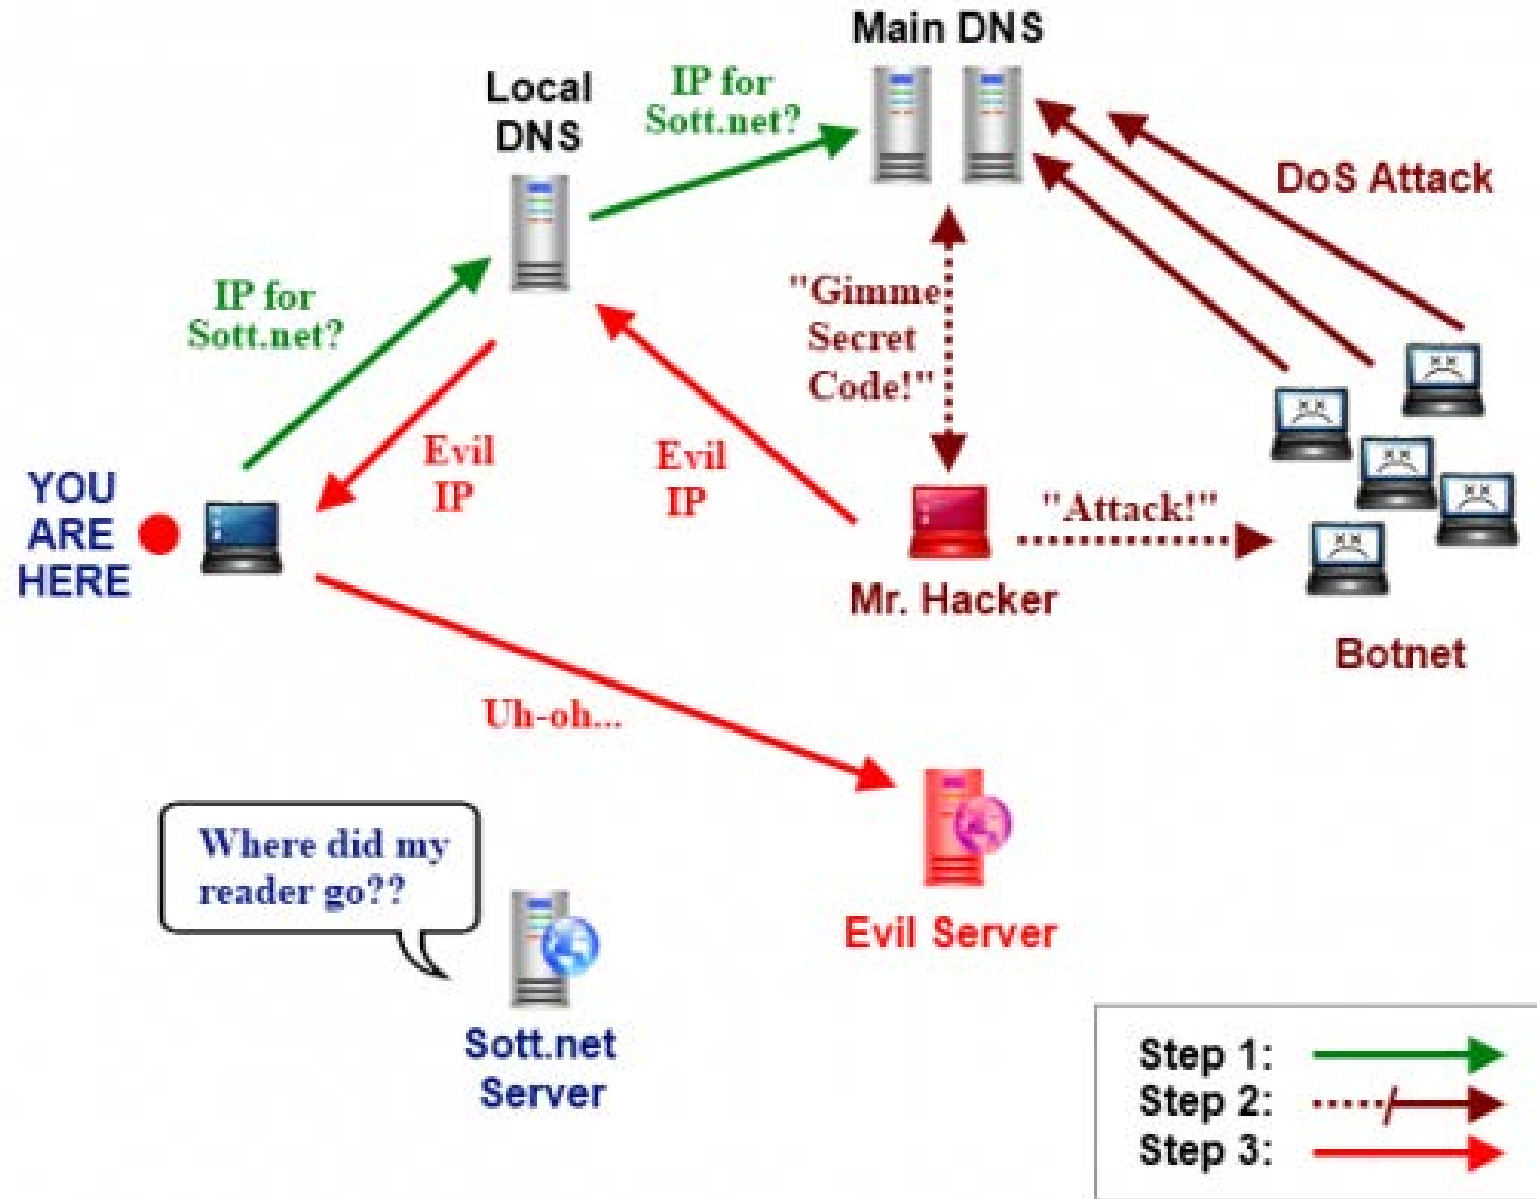 Main DNS
Local
DNS
IP for
Sott.net?
DoS Attack
IP for
Sott.net?
"Gimme
Secret
Code!"
Evil
IP
Evil
IP
YOU
ARE
HERE
"Attack!"
Mr. Hacker
Botnet
Uh-oh...
Where did my
reader go??
Evil Server
Sott.net
Server
Step 1:
Step 2:
Step 3: